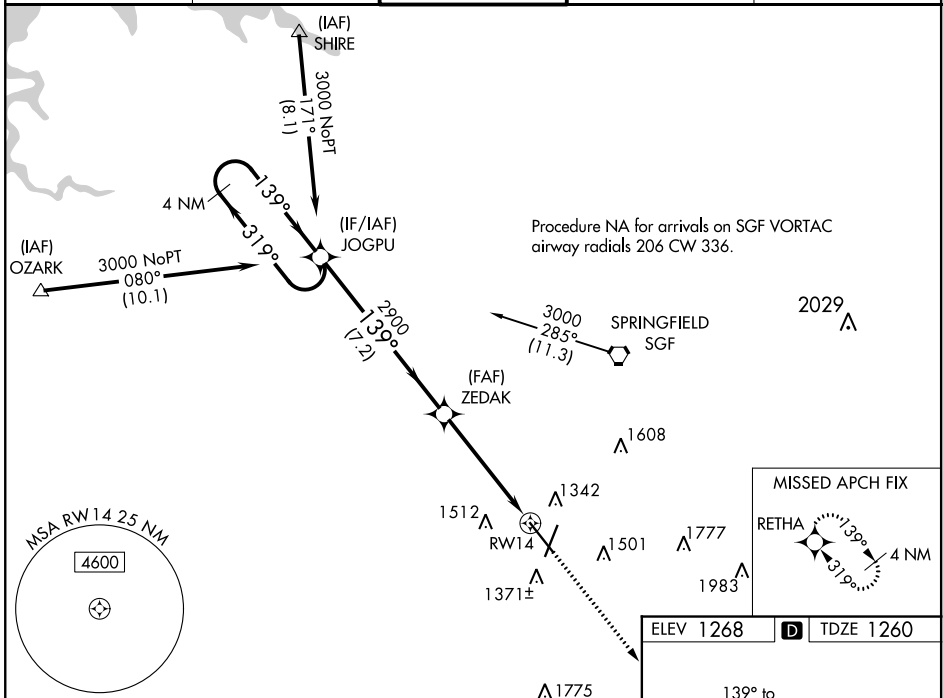 (IAF)
SHIRE
3000 NoPT
171°
(8.1)
4 NM
139°
319°
(IF/IAF)
JOGPU
(IAF)
OZARK
3000 NoPT
080°
(10.1)
Procedure NA for arrivals on SGF VORTAC
airway radials 206 CW 336.
2900
139°
(7.2)
3000
285°
(11.3)
SPRINGFIELD
SGF
2029
(FAF)
ZEDAK
1608
1342
1512
RW14
1501
1777
1983
1371±
MISSED APCH FIX
RETHA
139°
319°
4 NM
MSA RW14 25 NM
4600
ELEV 1268
D
TDZE 1260
139° to
1775